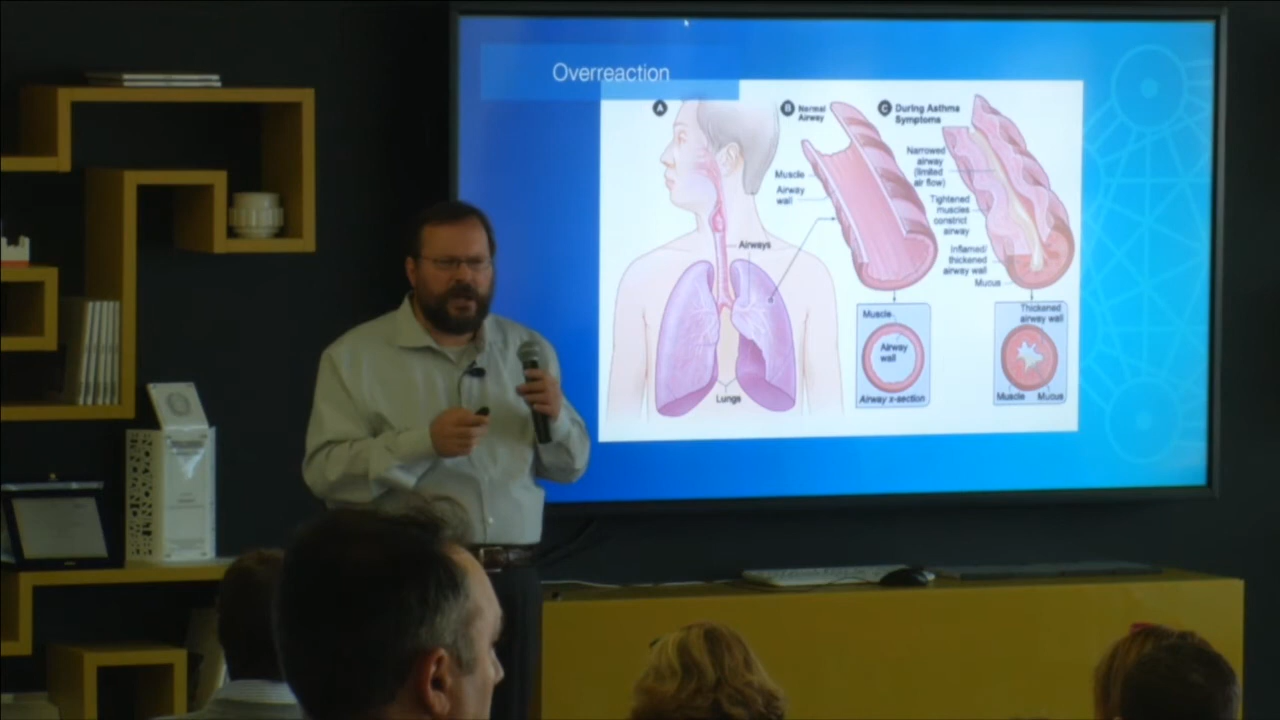 Overreaction
A
B
Normal
Airway
C
During Asthma
Symptoms
Muscle
Airway
wall
Airways
Lungs
Narrowed
airway
(limited
air flow)
Tightened
muscles
constrict
airway
Inflamed/
thickened
airway wall
Mucus
Muscle
Airway
wall
Airway x-section
Thickened
airway wall
Muscle Mucus